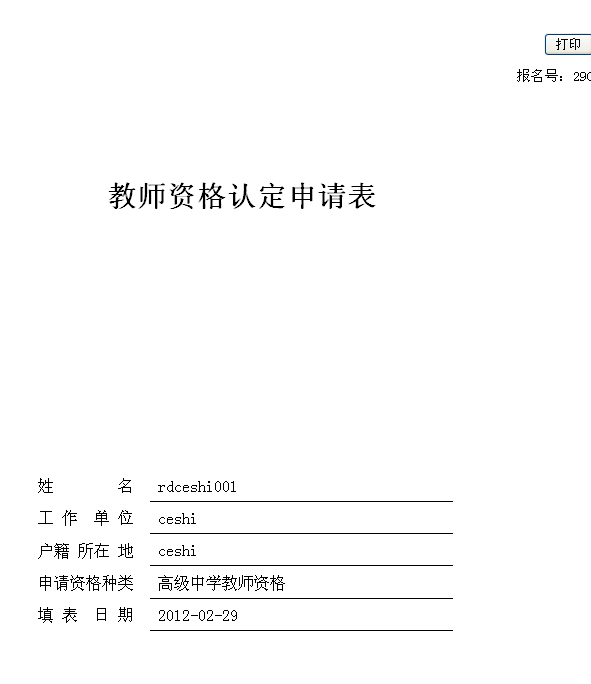 打印
报名号：290
教师资格认定申请表
姓 名 rdceshi001
工作单位 ceshi
户籍所在地 ceshi
申请资格种类 高级中学教师资格
填表日期 2012-02-29